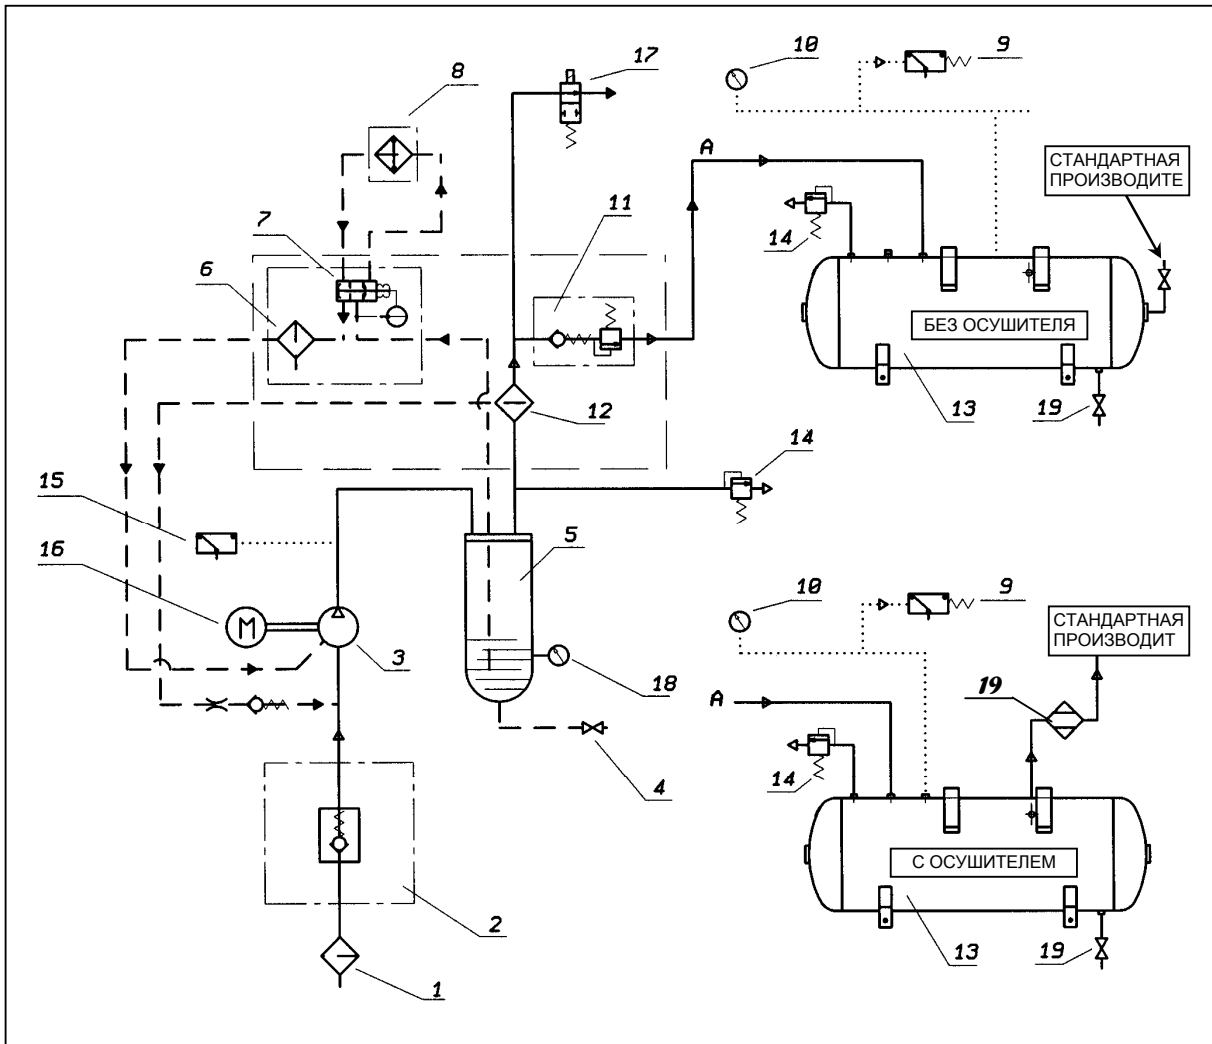 10
9
17
8
A
СТАНДАРТНАЯ
ПРОИЗВОДИТЕ
11
7
14
6
БЕЗ ОСУШИТЕЛЯ
12
13
19
14
15
5
16
M
10
9
СТАНДАРТНАЯ
ПРОИЗВОДИТ
3
18
A
19
4
14
С ОСУШИТЕЛЕМ
2
13
19
1